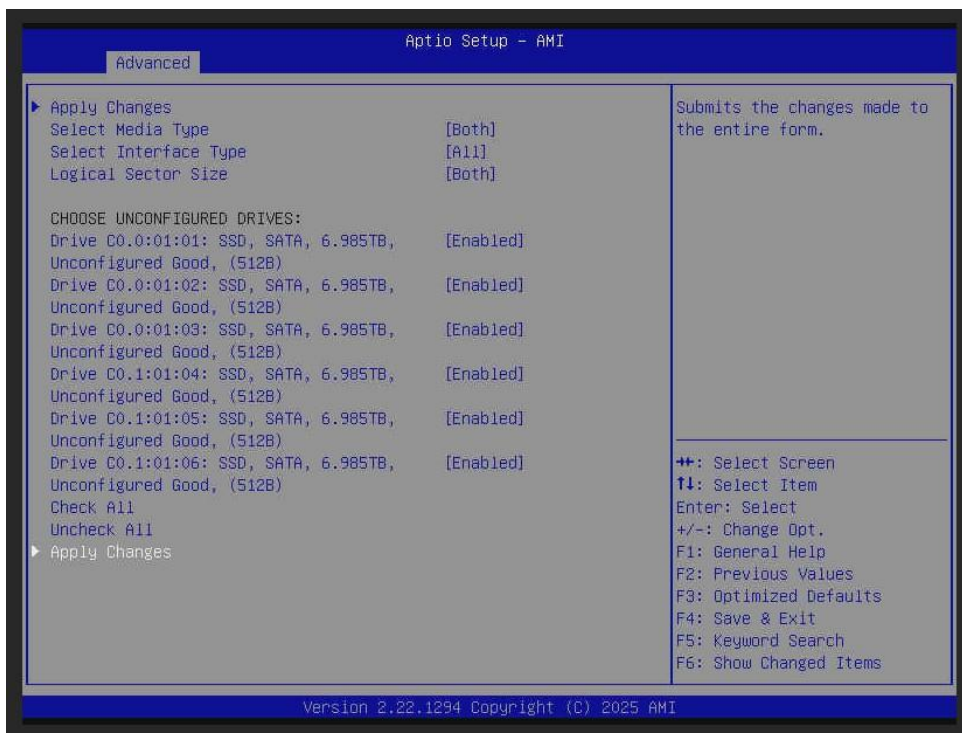 Aptio Setup - AMI
Advanced
Apply Changes
Select Media Type [Both]
Select Interface Type [All]
Logical Sector Size [Both]
CHOOSE UNCONFIGURED DRIVES:
Drive C0.0:01:01: SSD, SATA, 6.985TB, [Enabled]
Unconfigured Good, (512B)
Drive C0.0:01:02: SSD, SATA, 6.985TB, [Enabled]
Unconfigured Good, (512B)
Drive C0.0:01:03: SSD, SATA, 6.985TB, [Enabled]
Unconfigured Good, (512B)
Drive C0.1:01:04: SSD, SATA, 6.985TB, [Enabled]
Unconfigured Good, (512B)
Drive C0.1:01:05: SSD, SATA, 6.985TB, [Enabled]
Unconfigured Good, (512B)
Drive C0.1:01:06: SSD, SATA, 6.985TB, [Enabled]
Unconfigured Good, (512B)
Check All
Uncheck All
Apply Changes
Submits the changes made to
the entire form.
→←: Select Screen
↑↓: Select Item
Enter: Select
+/-: Change Opt.
F1: General Help
F2: Previous Values
F3: Optimized Defaults
F4: Save & Exit
F5: Keyword Search
F6: Show Changed Items
Version 2.22.1294 Copyright (C) 2025 AMI